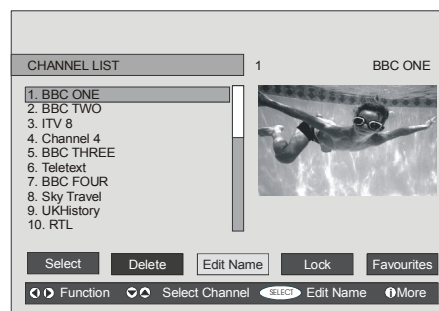 CHANNEL LIST
1 BBC ONE
1. BBC ONE
2. BBC TWO
3. ITV 8
4. Channel 4
5. BBC THREE
6. Teletext
7. BBC FOUR
8. Sky Travel
9. UKHistory
10. RTL
Select Delete Edit Name Lock Favourites
Function Select Channel SELECT Edit Name i More